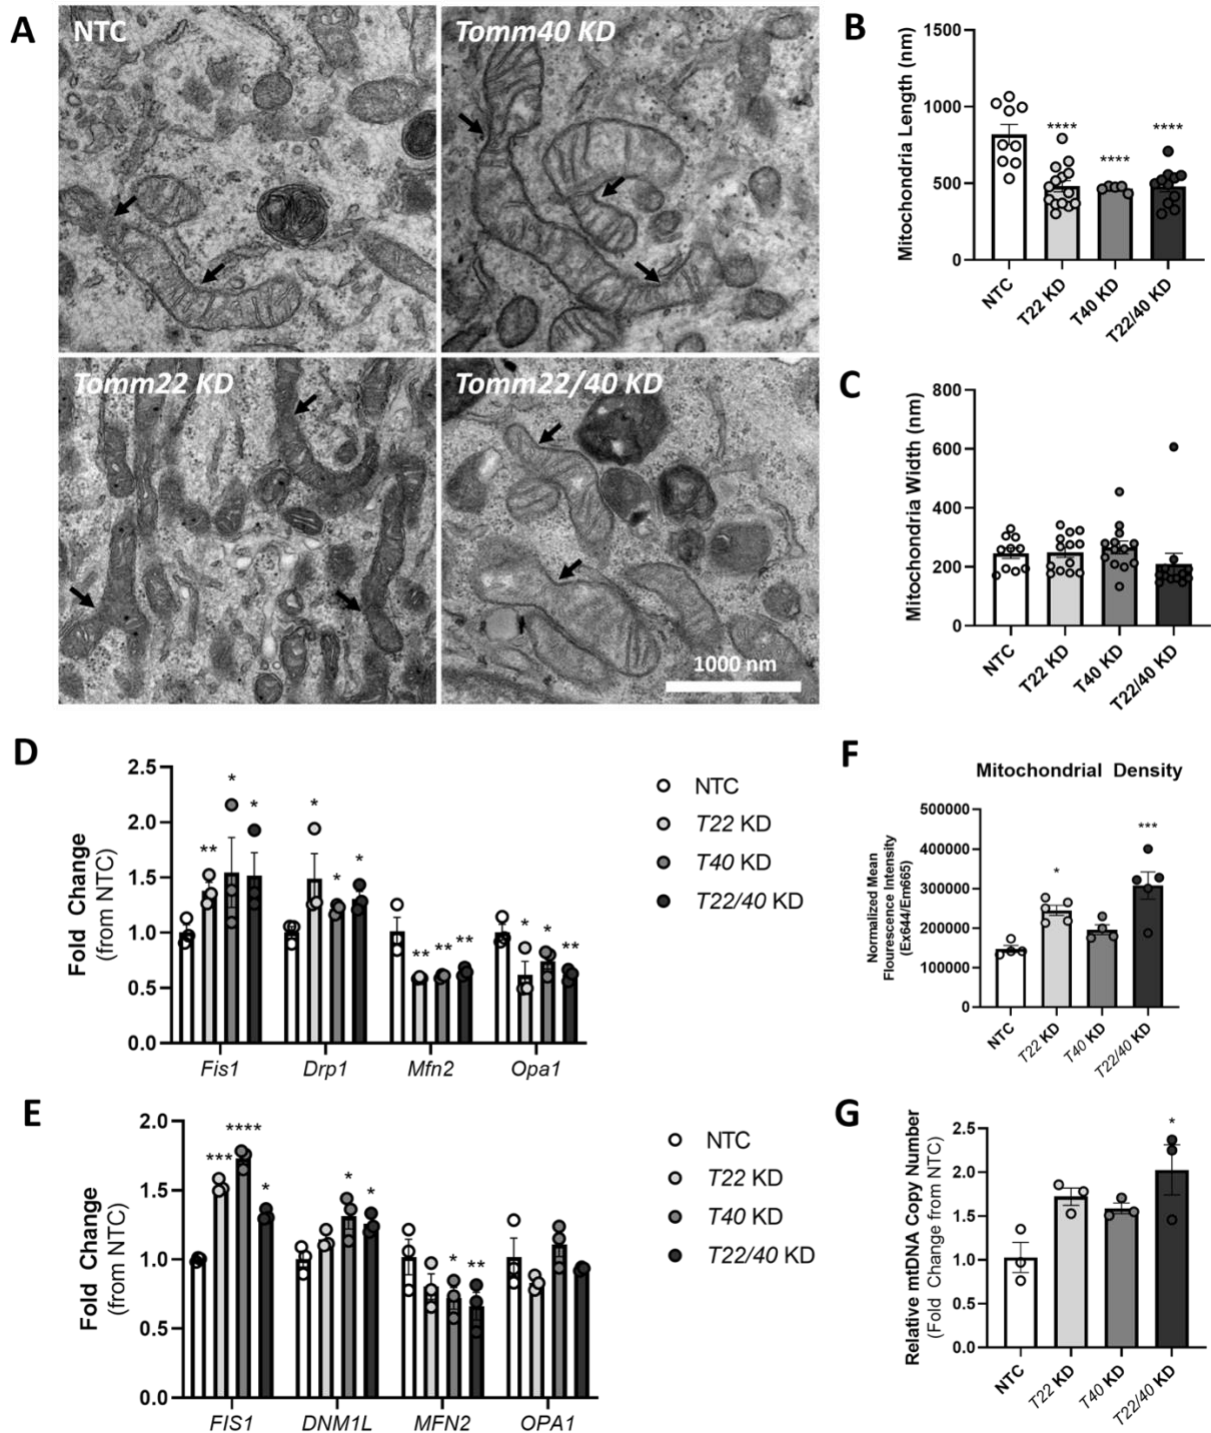 A
NTC
Tomm40 KD
Tomm22 KD
Tomm22/40 KD
1000 nm
B
Mitochondria Length (nm)
1500
1000
500
0
****
****
****
NTC
T22 KD
T40 KD
T22/40 KD
C
Mitochondria Width (nm)
800
600
400
200
0
NTC
T22 KD
T40 KD
T22/40 KD
D
Fold Change
(from NTC)
2.5
2.0
1.5
1.0
0.5
0.0
**
*
*
*
*
*
**
**
**
*
*
**
Fis1
Drp1
Mfn2
Opa1
NTC
T22 KD
T40 KD
T22/40 KD
E
Fold Change
(from NTC)
2.0
1.5
1.0
0.5
0.0
***
****
*
*
*
*
**
FIS1
DNM1L
MFN2
OPA1
NTC
T22 KD
T40 KD
T22/40 KD
F
Mitochondrial Density
Normalized Mean
Flourescence Intensity
(Ex644/Em665)
500000
400000
300000
200000
100000
0
*
***
NTC
T22 KD
T40 KD
T22/40 KD
G
Relative mtDNA Copy Number
(Fold Change from NTC)
2.5
2.0
1.5
1.0
0.5
0.0
*
NTC
T22 KD
T40 KD
T22/40 KD